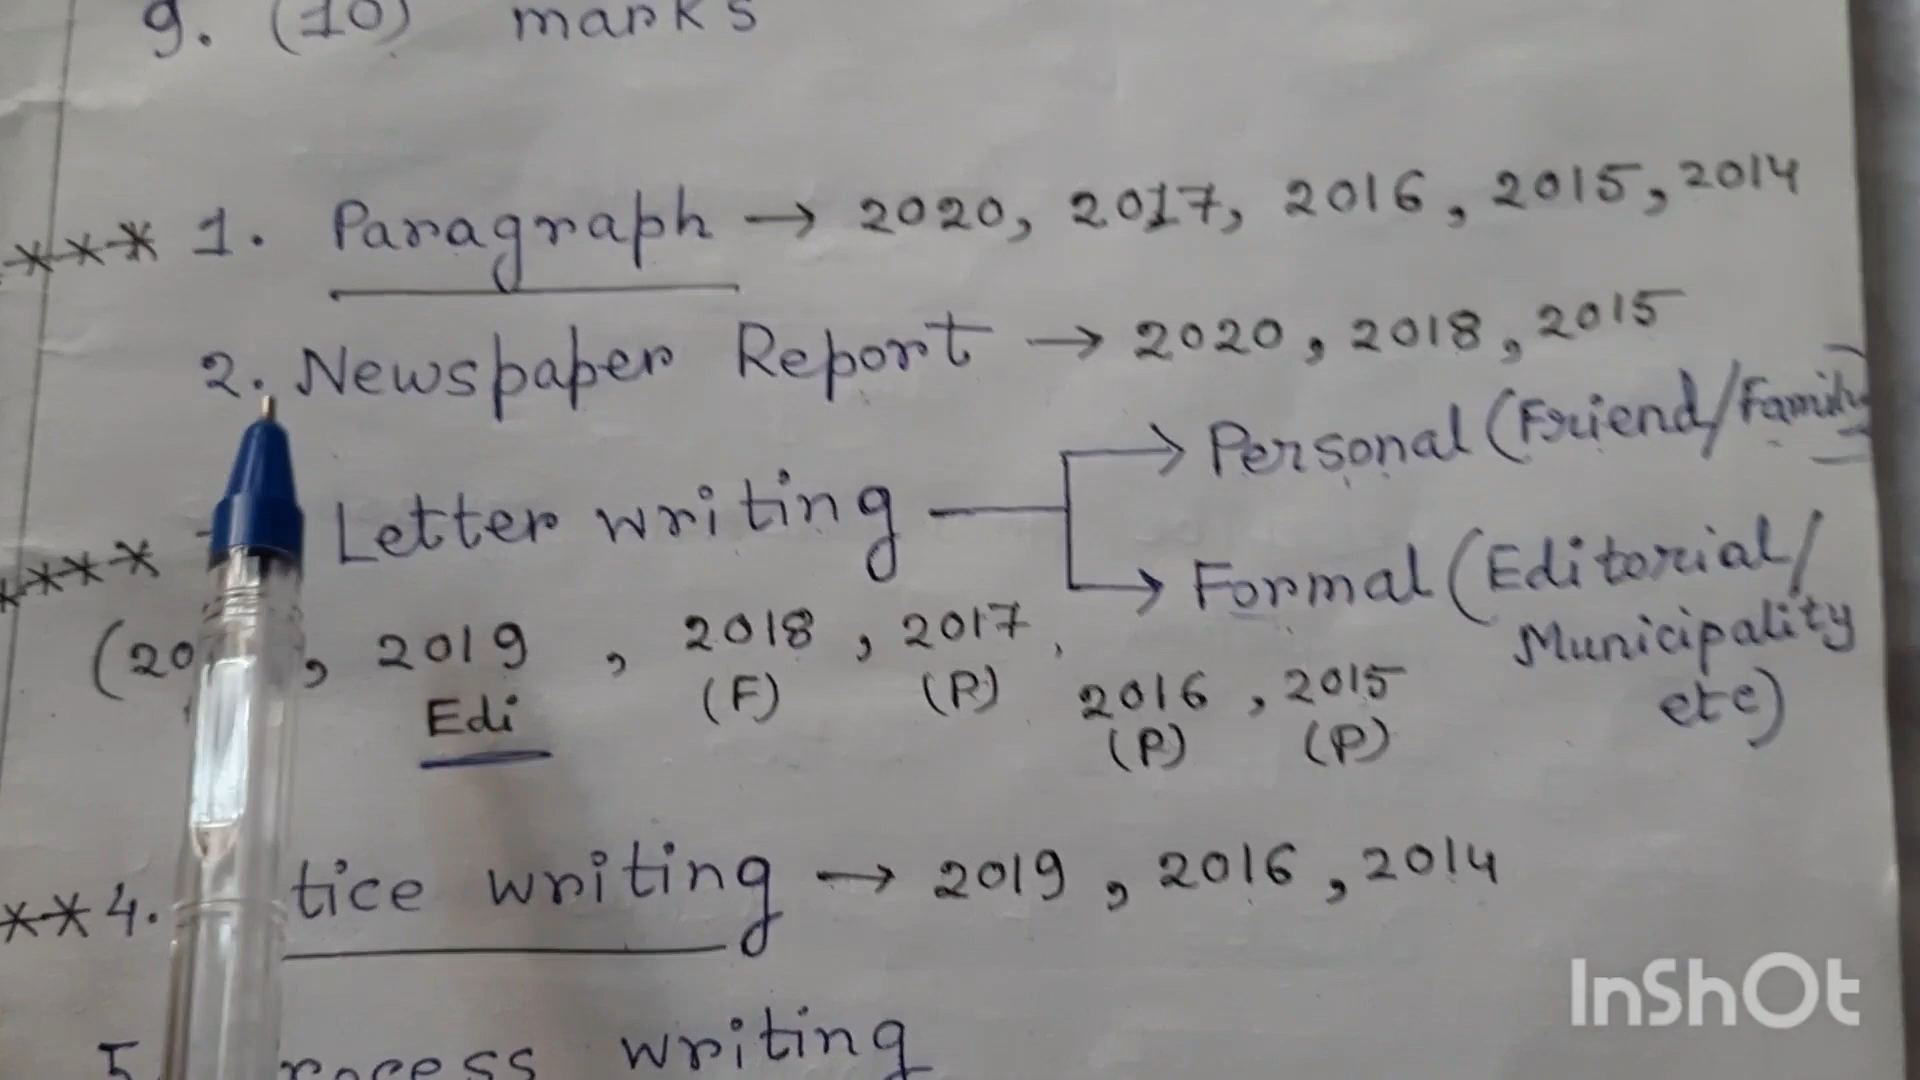 9. (10) marks
*** 1. Paragraph → 2020, 2017, 2016, 2015, 2014
2. Newspaper Report → 2020, 2018, 2015
→ Personal (Friend/Family
**** Letter writing
→ Formal (Editorial/
Municipality
etc)
(20 , 2019 , 2018 , 2017 ,
Edi (F) (P)
2016 , 2015
(P) (P)
** 4. tice writing → 2019, 2016, 2014
5. rocess writing
InShOt